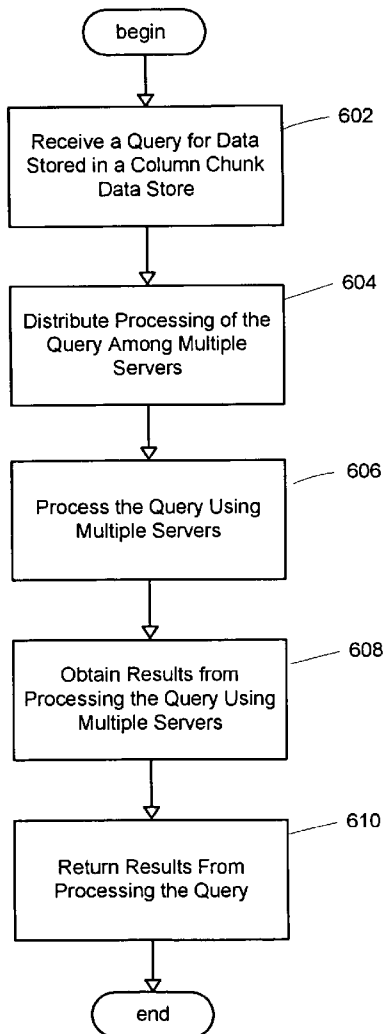 begin
602
Receive a Query for Data
Stored in a Column Chunk
Data Store
604
Distribute Processing of the
Query Among Multiple
Servers
606
Process the Query Using
Multiple Servers
608
Obtain Results from
Processing the Query Using
Multiple Servers
610
Return Results From
Processing the Query
end